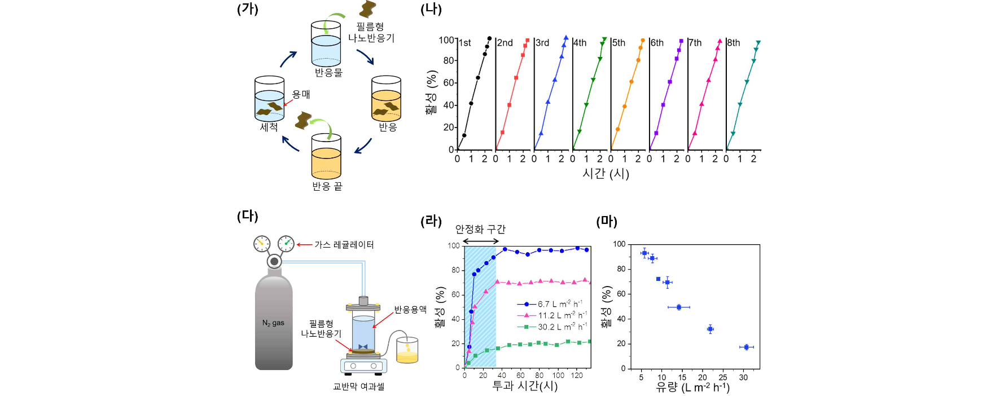 (가)
필름형
나노반응기
반응물
용매
세척
반응
반응 끝
(나)
활성 (%)
100
80
60
40
20
0
1st
2nd
3rd
4th
5th
6th
7th
8th
0 1 2 0 1 2 0 1 2 0 1 2 0 1 2 0 1 2 0 1 2 0 1 2
시간 (시)
(다)
가스 레귤레이터
N2 gas
필름형
나노반응기
반응용액
교반막 여과셀
(라)
안정화 구간
활성 (%)
100
80
60
40
20
0
6.7 L m-2 h-1
11.2 L m-2 h-1
30.2 L m-2 h-1
0 20 40 60 80 100 120
투과 시간(시)
(마)
활성 (%)
100
80
60
40
20
0
5 10 15 20 25 30
유량 (L m-2 h-1)